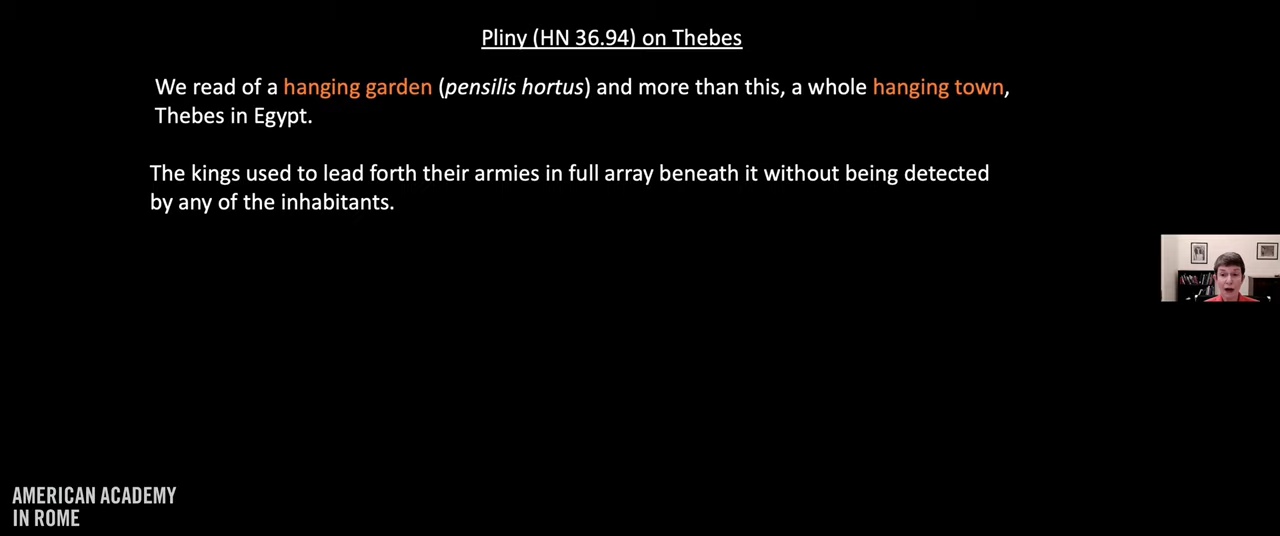 Pliny (HN 36.94) on Thebes
We read of a hanging garden (pensilis hortus) and more than this, a whole hanging town,
Thebes in Egypt.
The kings used to lead forth their armies in full array beneath it without being detected
by any of the inhabitants.
AMERICAN ACADEMY
IN ROME